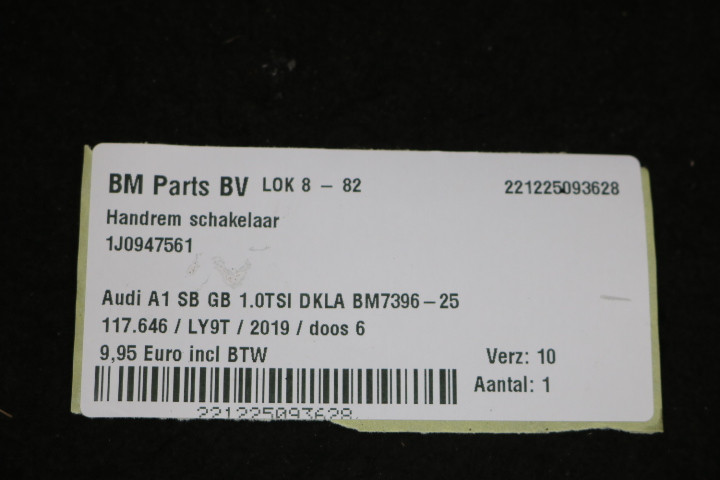 BM Parts BV LOK 8 - 82 221225093628
Handrem schakelaar
1J0947561
Audi A1 SB GB 1.0TSI DKLA BM7396-25
117.646 / LY9T / 2019 / doos 6
9,95 Euro incl BTW Verz: 10
Aantal: 1
221225093628